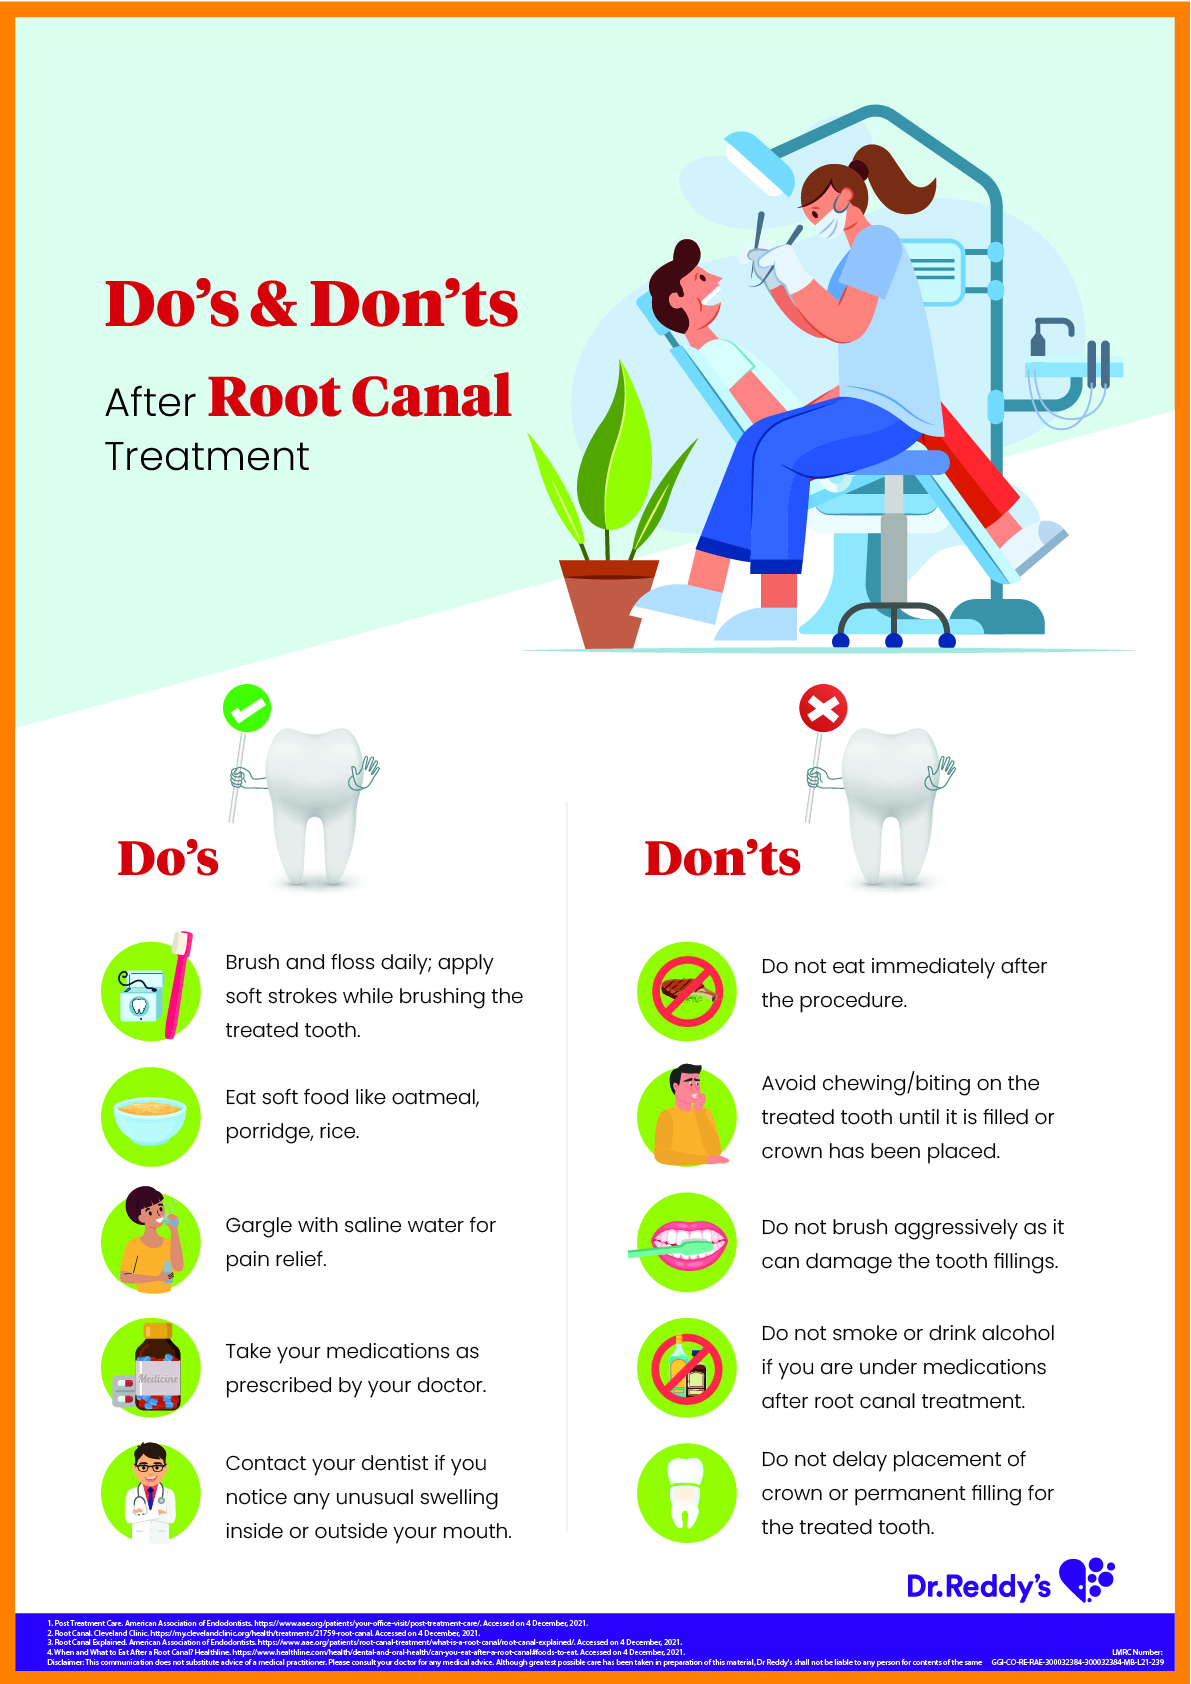 Do's & Don'ts
After Root Canal
Treatment
Do's
Brush and floss daily; apply
soft strokes while brushing the
treated tooth.
Eat soft food like oatmeal,
porridge, rice.
Gargle with saline water for
pain relief.
Medicine
Take your medications as
prescribed by your doctor.
Contact your dentist if you
notice any unusual swelling
inside or outside your mouth.
Don'ts
Do not eat immediately after
the procedure.
Avoid chewing/biting on the
treated tooth until it is filled or
crown has been placed.
Do not brush aggressively as it
can damage the tooth fillings.
Do not smoke or drink alcohol
if you are under medications
after root canal treatment.
Do not delay placement of
crown or permanent filling for
the treated tooth.
Dr.Reddy's
1. Post Treatment Care. American Association of Endodontists. https://www.aae.org/patients/your-office-visit/post-treatment-care/. Accessed on 4 December, 2021.
2. Root Canal. Cleveland Clinic. https://my.clevelandclinic.org/health/treatments/21759-root-canal. Accessed on 4 December, 2021.
3. Root Canal Explained. American Association of Endodontists. https://www.aae.org/patients/root-canal-treatment/what-is-a-root-canal/root-canal-explained/. Accessed on 4 December, 2021.
4. When and What to Eat After a Root Canal? Healthline. https://www.healthline.com/health/dental-and-oral-health/can-you-eat-after-a-root-canal#foods-to-eat. Accessed on 4 December, 2021.
Disclaimer: This communication does not substitute advice of a medical practitioner. Please consult your doctor for any medical advice. Although greatest possible care has been taken in preparation of this material, Dr Reddy's shall not be liable to any person for contents of the same
LMRC Number:
GGI-CO-RE-RAE-300032384-300032384-MB-L21-239